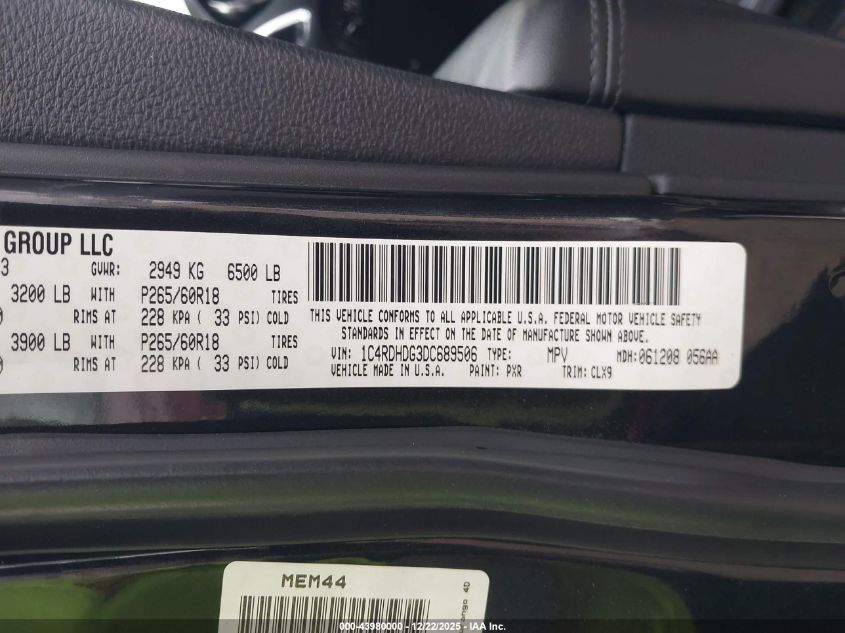 GROUP LLC
3 GVWR: 2949 KG 6500 LB
3200 LB WITH P265/60R18 TIRES
RIMS AT 228 KPA ( 33 PSI) COLD
3900 LB WITH P265/60R18 TIRES
RIMS AT 228 KPA ( 33 PSI) COLD
THIS VEHICLE CONFORMS TO ALL APPLICABLE U.S.A. FEDERAL MOTOR VEHICLE SAFETY
STANDARDS IN EFFECT ON THE DATE OF MANUFACTURE SHOWN ABOVE.
VIN: 1C4RDHDG3DC689506 TYPE: MPV MDH:061208 056AA
VEHICLE MADE IN U.S.A. PAINT: PXR TRIM: CLX9
MEM44
ango 4D
000-43980000 - 12/22/2025 - IAA Inc.